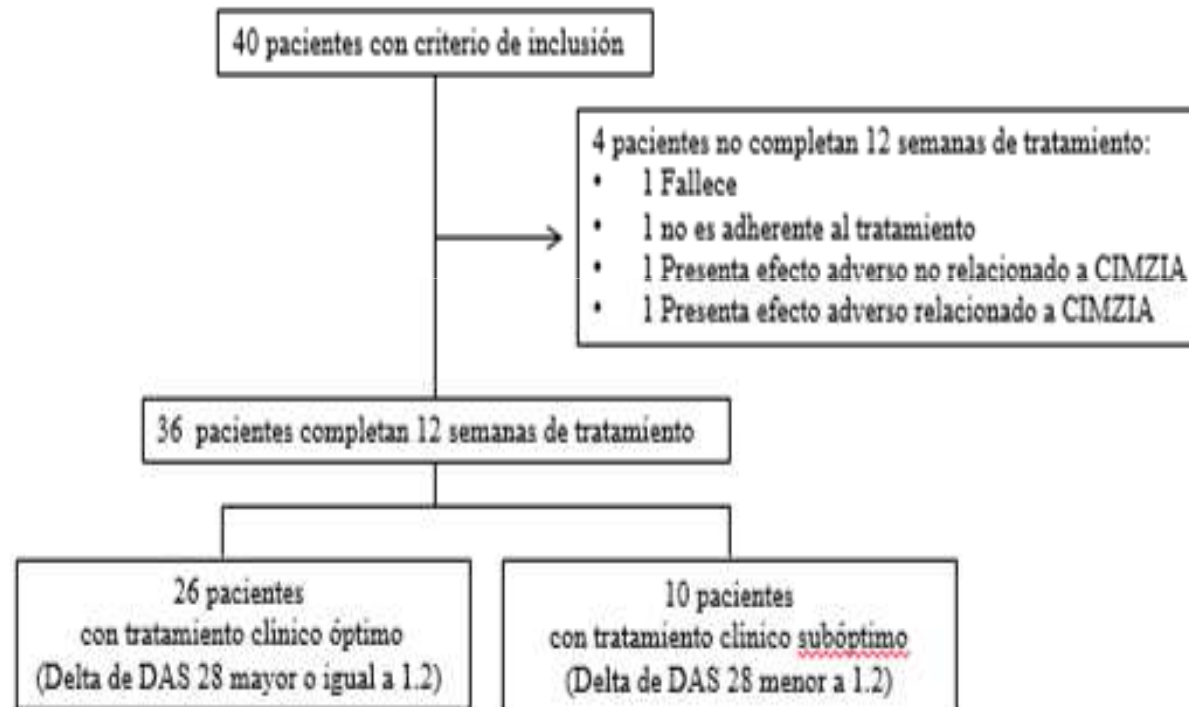 40 pacientes con criterio de inclusión
4 pacientes no completan 12 semanas de tratamiento:
• 1 Fallece
• 1 no es adherente al tratamiento
• 1 Presenta efecto adverso no relacionado a CIMZIA
• 1 Presenta efecto adverso relacionado a CIMZIA
36 pacientes completan 12 semanas de tratamiento
26 pacientes
con tratamiento clínico óptimo
(Delta de DAS 28 mayor o igual a 1.2)
10 pacientes
con tratamiento clínico subóptimo
(Delta de DAS 28 menor a 1.2)